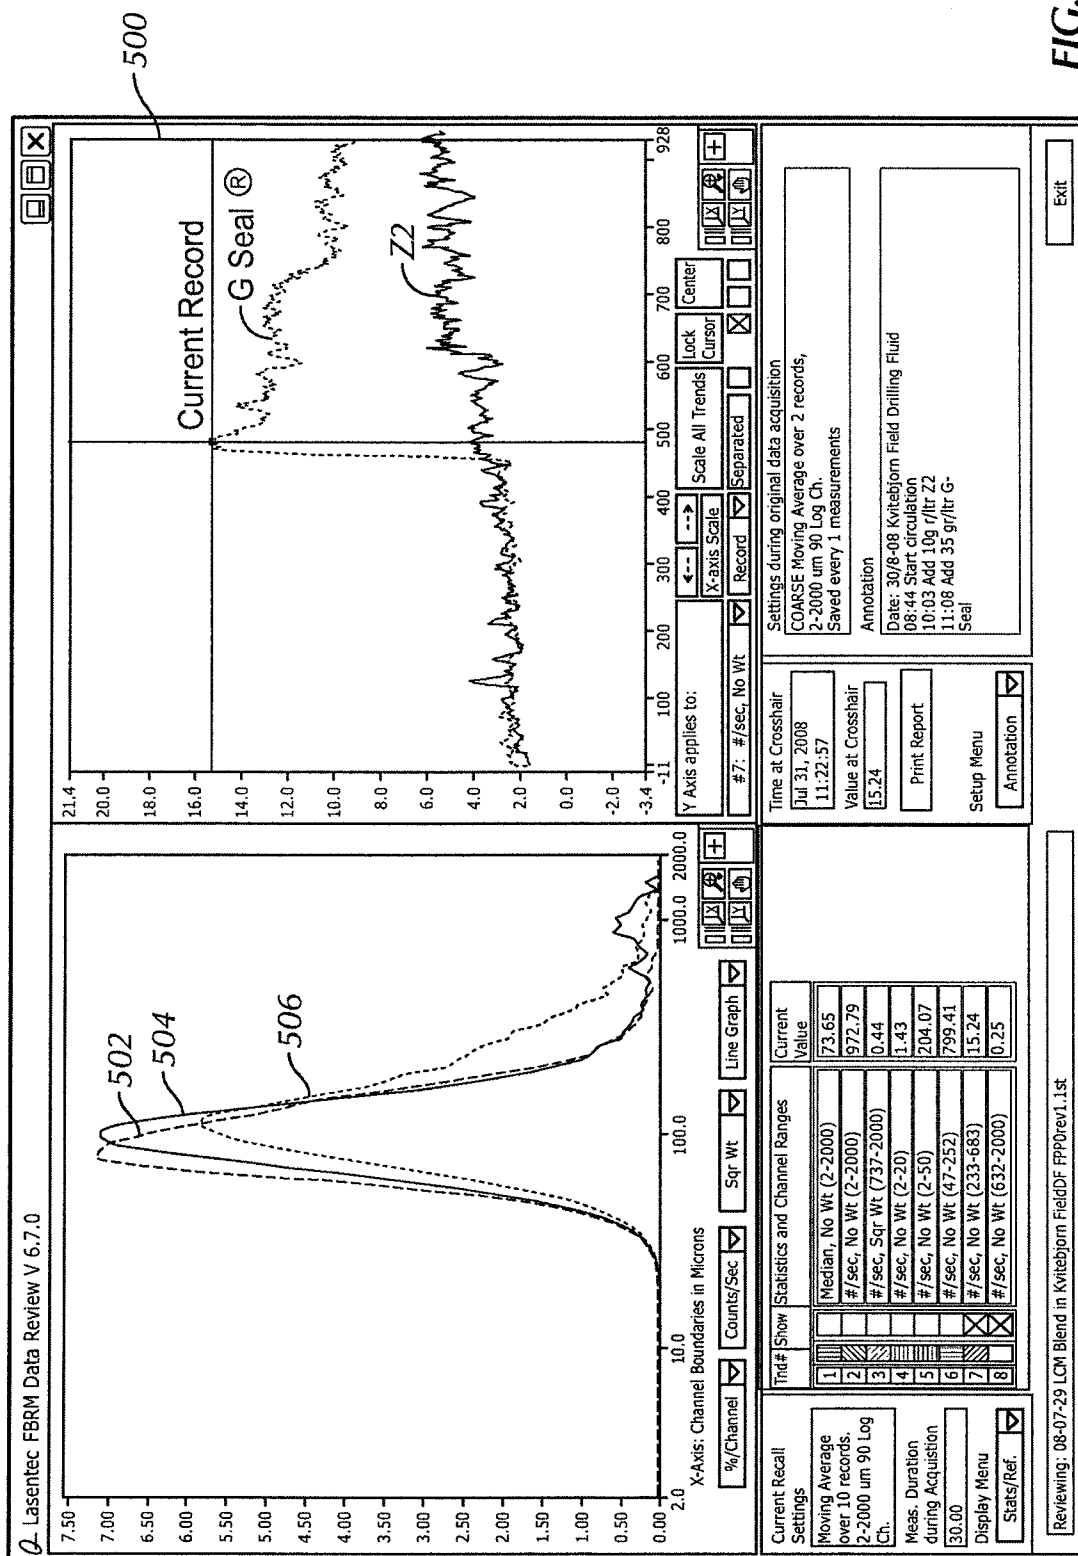 Lasentec FBRM Data Review V 6.7.0
7.50
7.00
6.50
6.00
5.50
5.00
4.50
4.00
3.50
3.00
2.50
2.00
1.50
1.00
0.50
0.00
2.0
10.0
100.0
1000.0
2000.0
502
504
506
X-Axis: Channel Boundaries in Microns
%/Channel
Counts/Sec
Sqr Wt
Line Graph
X
Y
+
21.4
20.0
18.0
16.0
14.0
12.0
10.0
8.0
6.0
4.0
2.0
0.0
-2.0
-3.4
-11
100
200
300
400
500
600
700
800
928
Current Record
G Seal ®
Z2
500
Y Axis applies to:
#7: #/sec, No Wt
<--- --->
X-axis Scale
Record
Scale All Trends
Separated
Lock Cursor
Center
X
Y
+
Current Recall
Settings
Moving Average
over 10 records.
2-2000 um 90 Log
Ch.
Meas. Duration
during Acquistion
30.00
Display Menu
Stats/Ref.
Tnd# Show Statistics and Channel Ranges Current Value
1 Median, No Wt (2-2000) 73.65
2 #/sec, No Wt (2-2000) 972.79
3 #/sec, Sqr Wt (737-2000) 0.44
4 #/sec, No Wt (2-20) 1.43
5 #/sec, No Wt (2-50) 204.07
6 #/sec, No Wt (47-252) 799.41
7 #/sec, No Wt (233-683) 15.24
8 #/sec, No Wt (632-2000) 0.25
Time at Crosshair
Jul 31, 2008
11:22:57
Value at Crosshair
15.24
Print Report
Setup Menu
Annotation
Settings during original data acquisition
COARSE Moving Average over 2 records,
2-2000 um 90 Log Ch.
Saved every 1 measurements
Annotation
Date: 30/8-08 Kvitebjorn Field Drilling Fluid
08:44 Start circulation
10:03 Add 10g r/ltr Z2
11:08 Add 35 gr/ltr G-
Seal
Reviewing: 08-07-29 LCM Blend in Kvitebjorn FieldDF FPPrev1.1st
Exit
FIG.